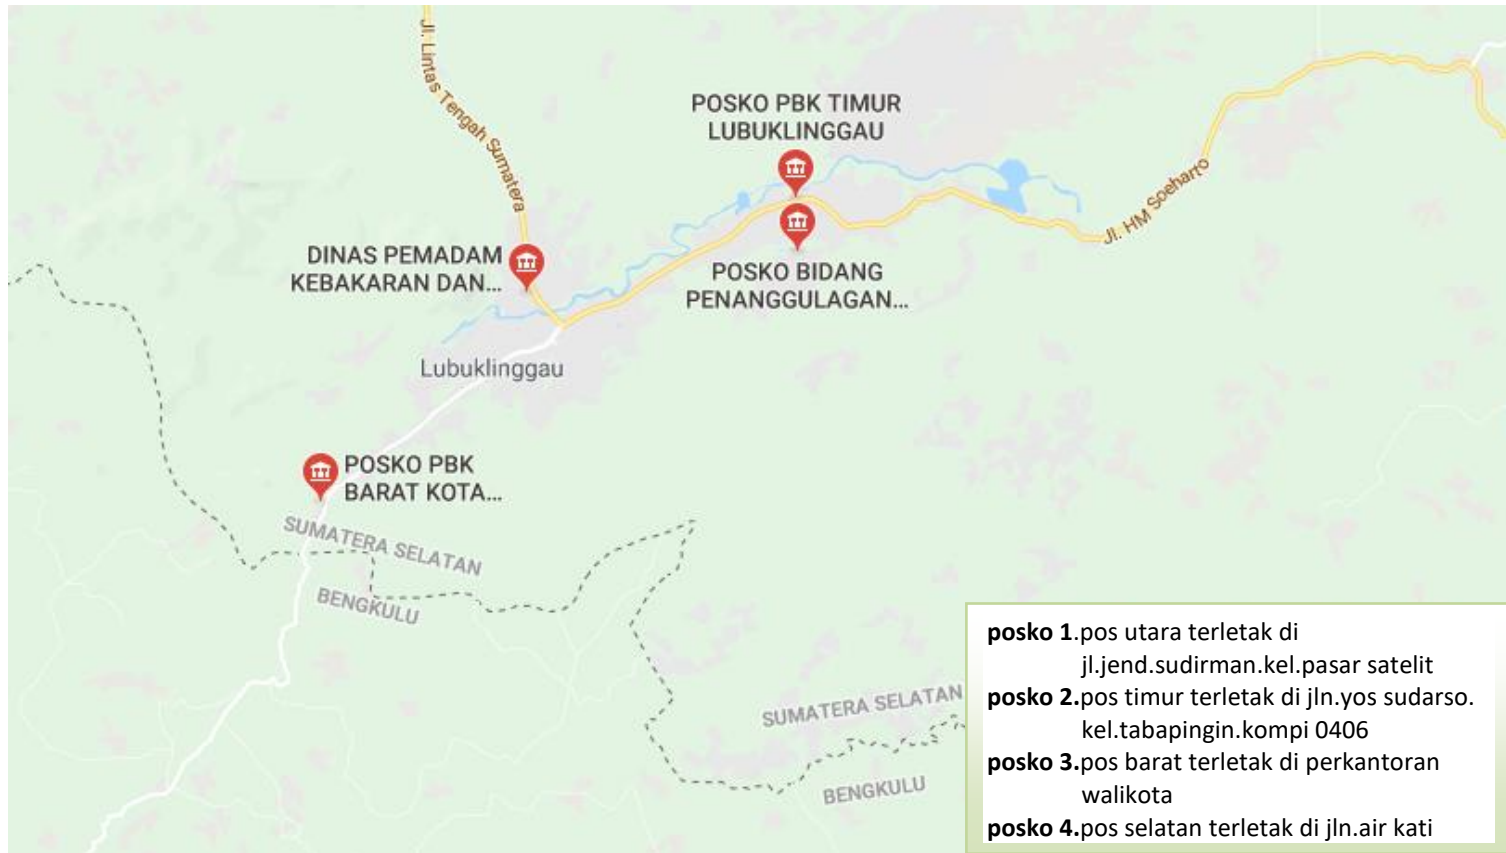 Jl. Lintas Tengah Sumatera
POSKO PBK TIMUR
LUBUKLINGGAU
Jl. HM Soeharto
DINAS PEMADAM
KEBAKARAN DAN...
POSKO BIDANG
PENANGGULAGAN...
Lubuklinggau
POSKO PBK
BARAT KOTA...
SUMATERA SELATAN
BENGKULU
SUMATERA SELATAN
BENGKULU
posko 1.pos utara terletak di
jl.jend.sudirman.kel.pasar satelit
posko 2.pos timur terletak di jln.yos sudarso.
kel.tabapingin.kompi 0406
posko 3.pos barat terletak di perkantoran
walikota
posko 4.pos selatan terletak di jln.air kati